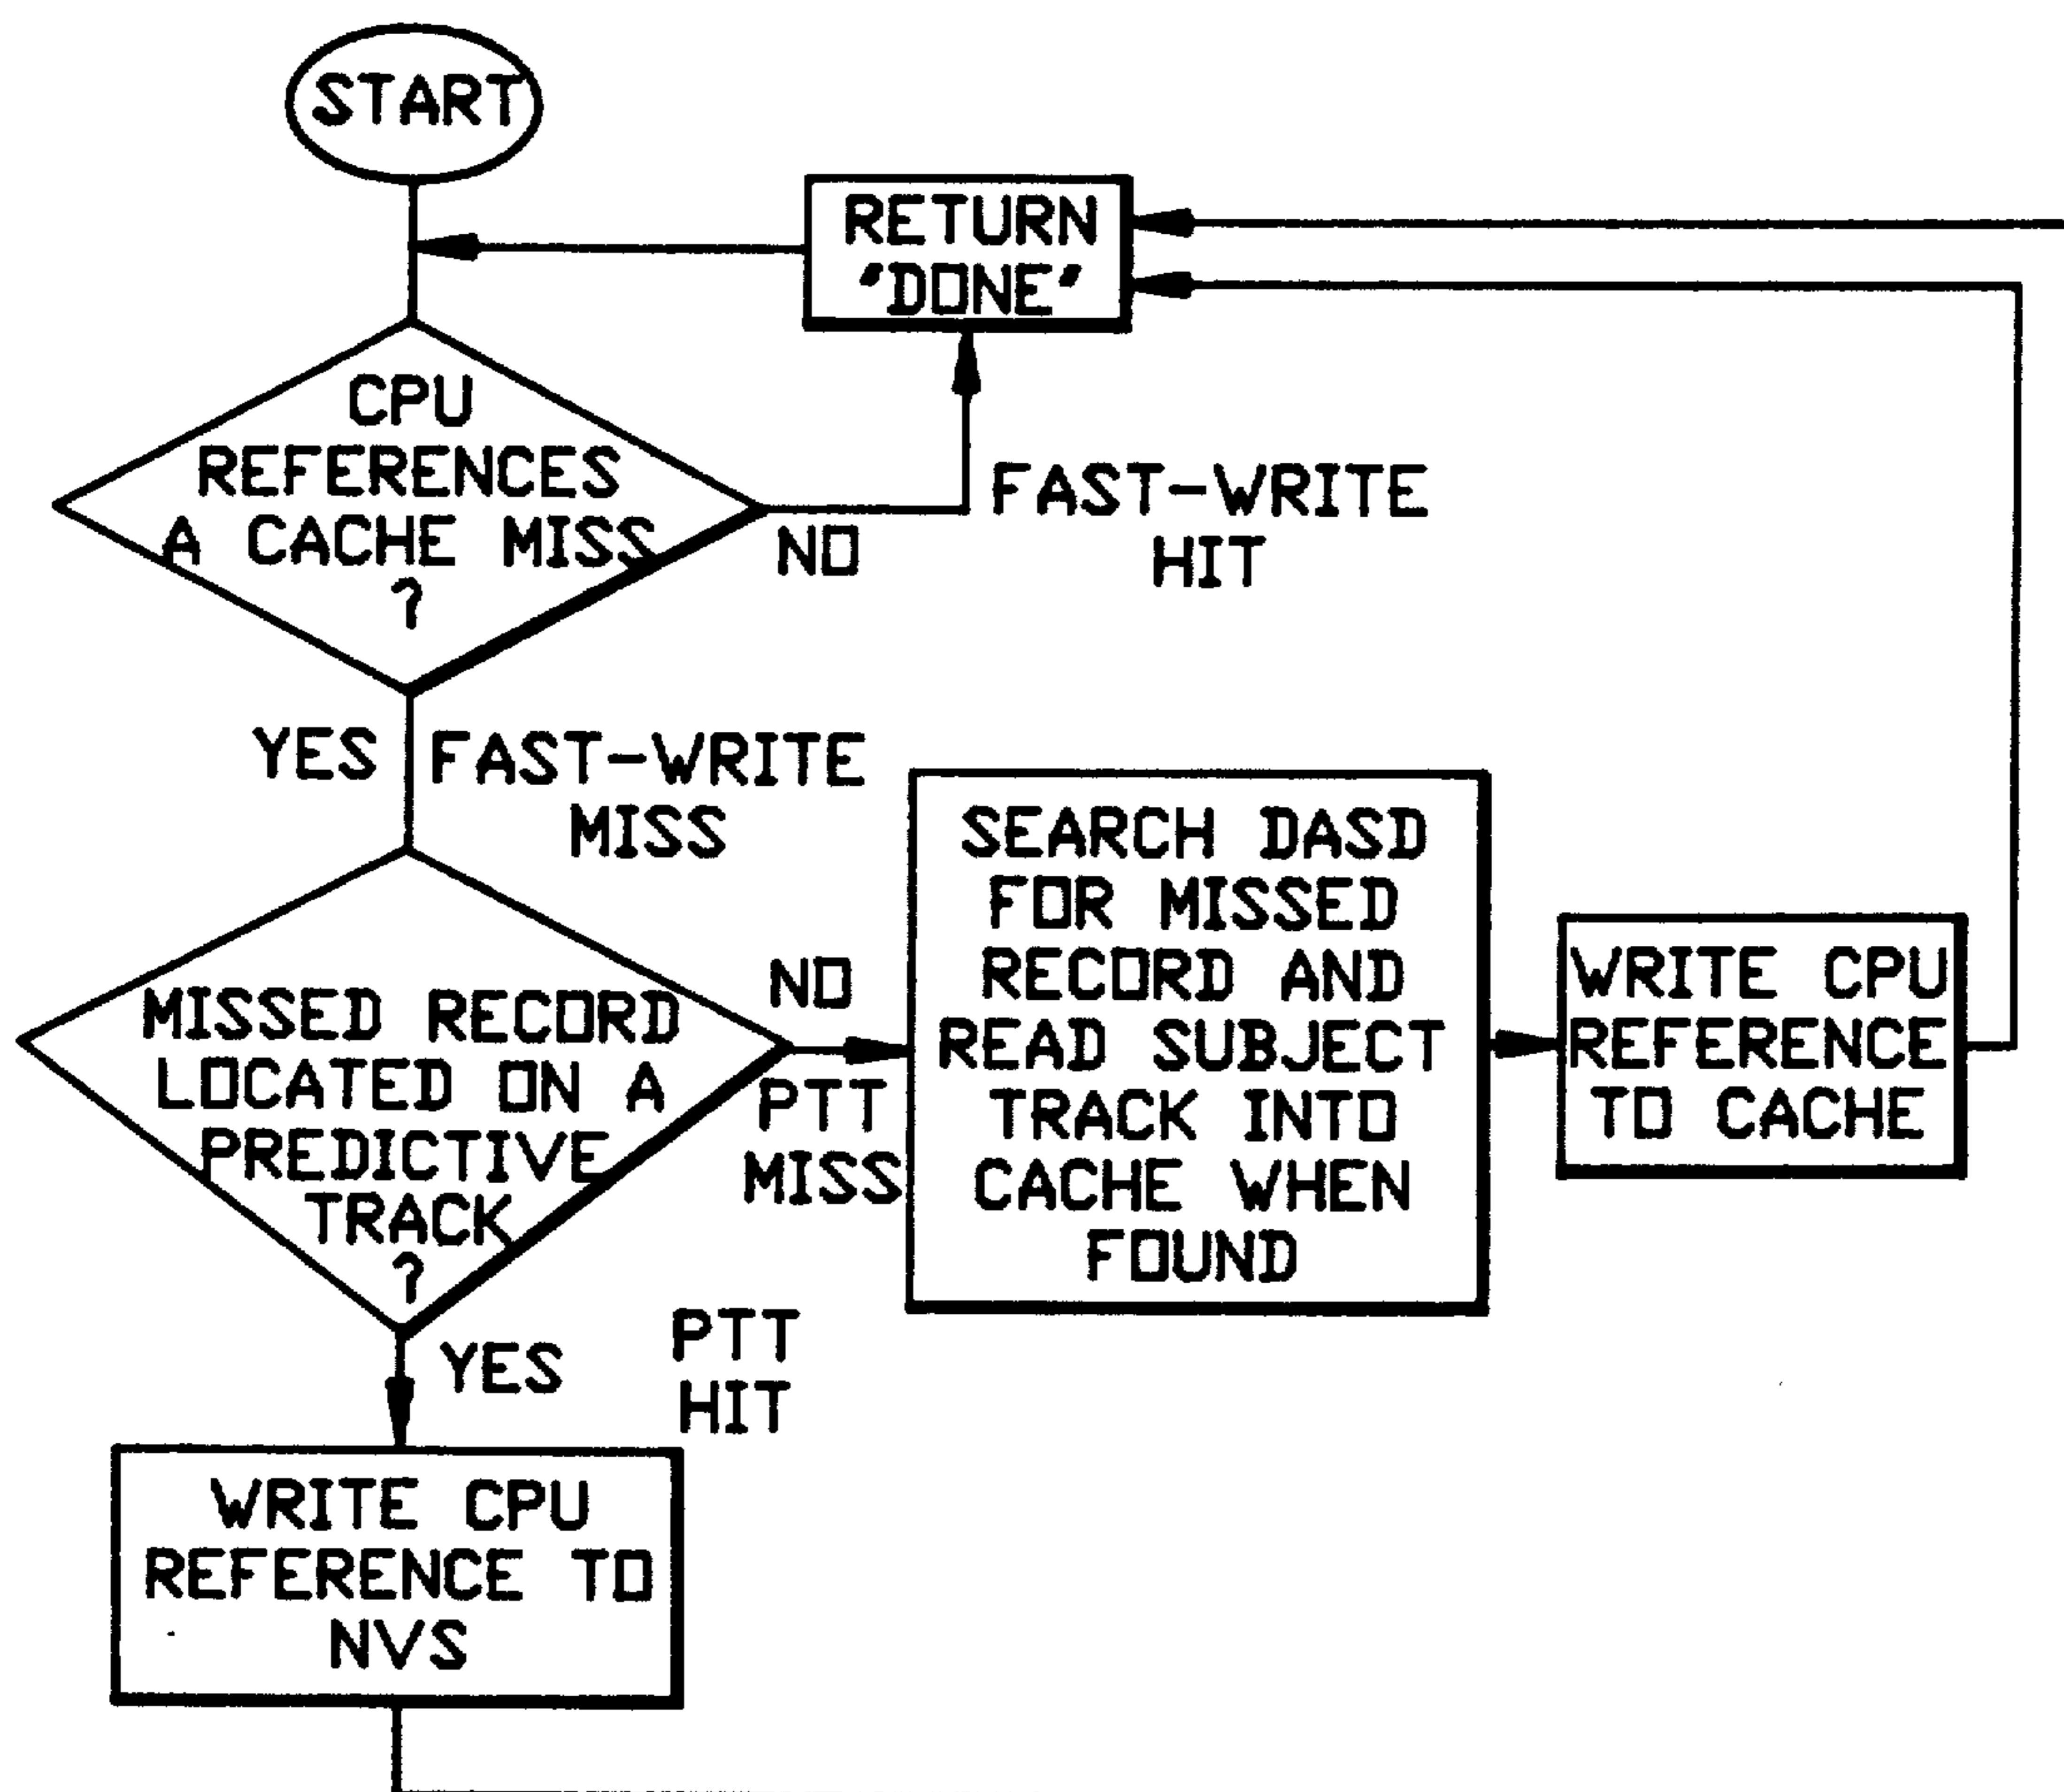 START
RETURN
'DONE'
CPU
REFERENCES
A CACHE MISS
?
NO
FAST-WRITE
HIT
YES
FAST-WRITE
MISS
MISSED RECORD
LOCATED ON A
PREDICTIVE
TRACK
?
NO
PTT
MISS
SEARCH DASD
FOR MISSED
RECORD AND
READ SUBJECT
TRACK INTO
CACHE WHEN
FOUND
WRITE CPU
REFERENCE
TO CACHE
YES
PTT
HIT
WRITE CPU
REFERENCE TO
NVS